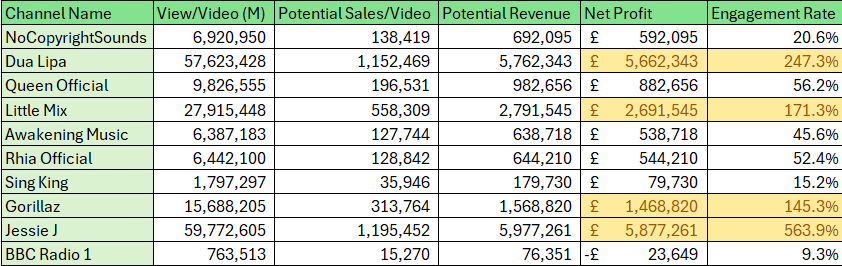 Channel Name View/Video (M) Potential Sales/Video Potential Revenue Net Profit Engagement Rate
NoCopyrightSounds 6,920,950 138,419 692,095 £ 592,095 20.6%
Dua Lipa 57,623,428 1,152,469 5,762,343 £ 5,662,343 247.3%
Queen Official 9,826,555 196,531 982,656 £ 882,656 56.2%
Little Mix 27,915,448 558,309 2,791,545 £ 2,691,545 171.3%
Awakening Music 6,387,183 127,744 638,718 £ 538,718 45.6%
Rhia Official 6,442,100 128,842 644,210 £ 544,210 52.4%
Sing King 1,797,297 35,946 179,730 £ 79,730 15.2%
Gorillaz 15,688,205 313,764 1,568,820 £ 1,468,820 145.3%
Jessie J 59,772,605 1,195,452 5,977,261 £ 5,877,261 563.9%
BBC Radio 1 763,513 15,270 76,351 -£ 23,649 9.3%